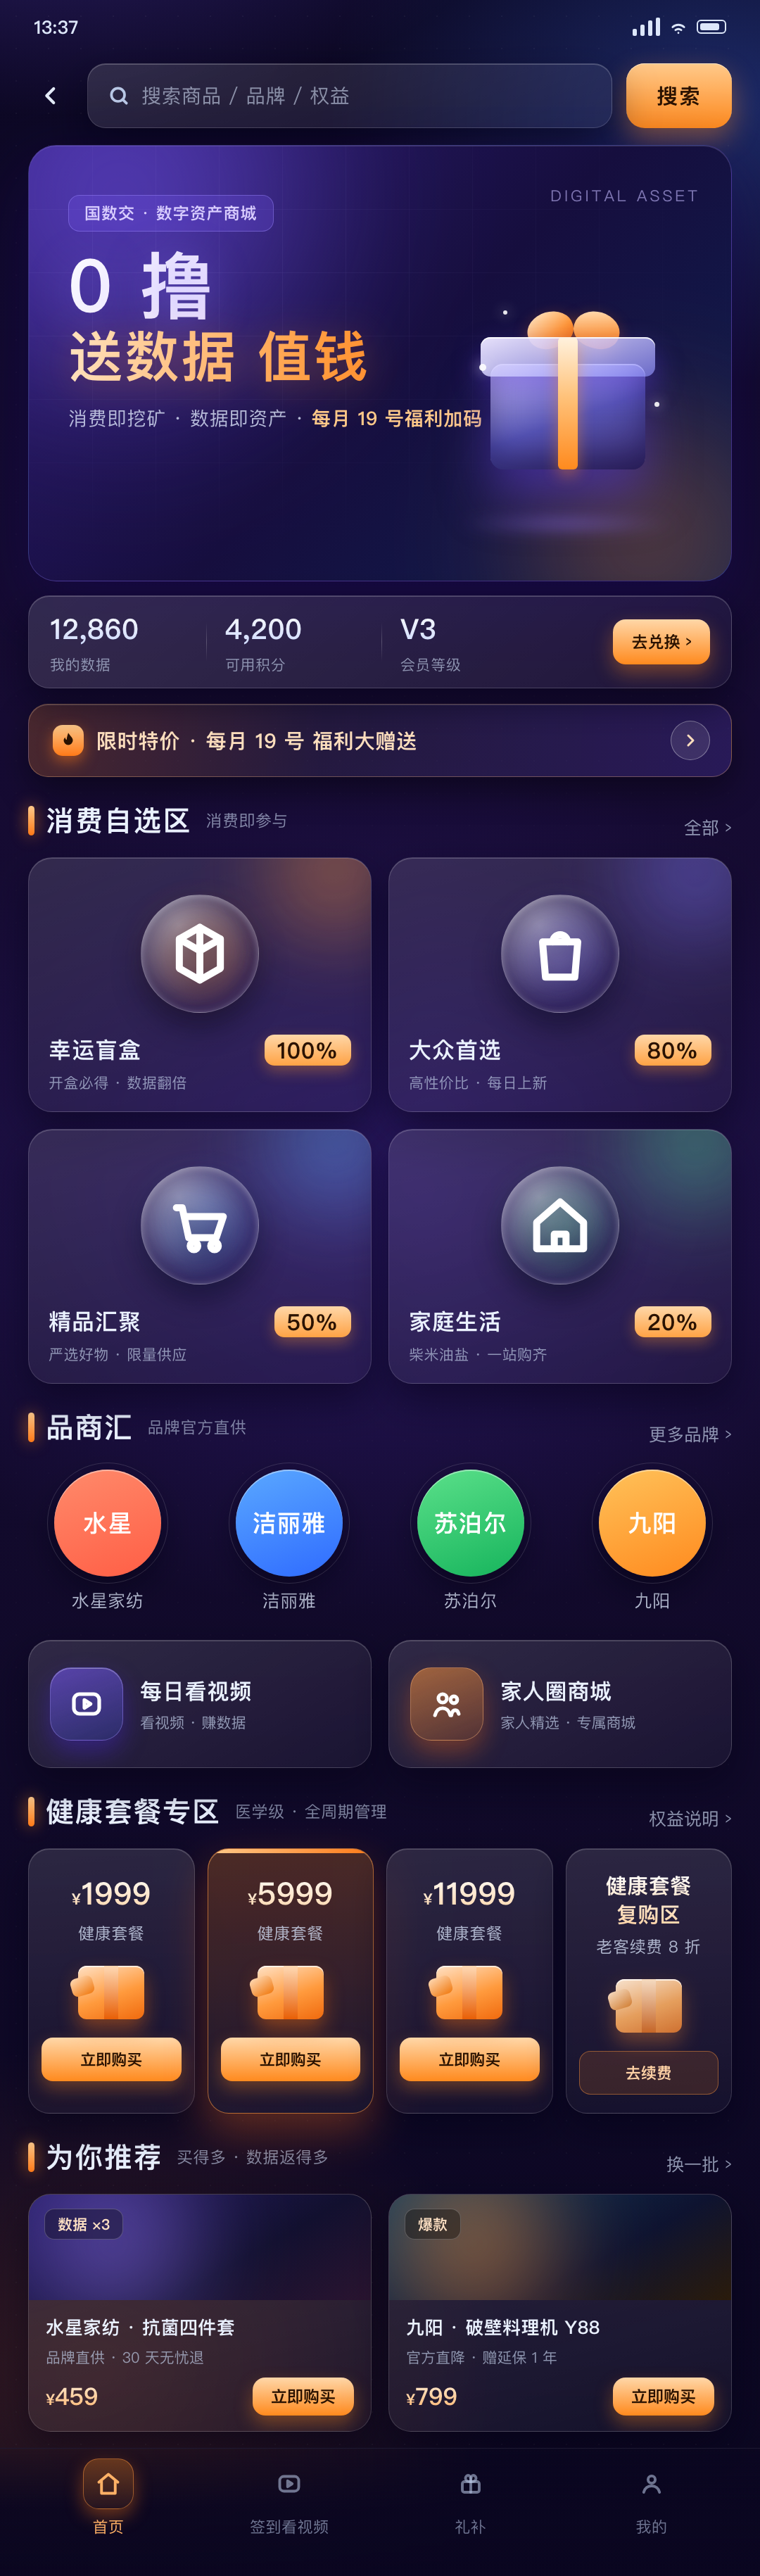 13:37
搜索商品 / 品牌 / 权益
搜索
国数交 · 数字资产商城
DIGITAL ASSET
0 撸
送数据 值钱
消费即挖矿 · 数据即资产 · 每月 19 号福利加码
12,860
我的数据
4,200
可用积分
V3
会员等级
去兑换 ›
限时特价 · 每月 19 号 福利大赠送
消费自选区 消费即参与
全部 ›
幸运盲盒 100%
开盒必得 · 数据翻倍
大众首选 80%
高性价比 · 每日上新
精品汇聚 50%
严选好物 · 限量供应
家庭生活 20%
柴米油盐 · 一站购齐
品商汇 品牌官方直供
更多品牌 ›
水星
洁丽雅
苏泊尔
九阳
水星家纺
洁丽雅
苏泊尔
九阳
每日看视频
看视频 · 赚数据
家人圈商城
家人精选 · 专属商城
健康套餐专区 医学级 · 全周期管理
权益说明 ›
¥1999
健康套餐
立即购买
¥5999
健康套餐
立即购买
¥11999
健康套餐
立即购买
健康套餐
复购区
老客续费 8 折
去续费
为你推荐 买得多 · 数据返得多
换一批 ›
数据 ×3
水星家纺 · 抗菌四件套
品牌直供 · 30 天无忧退
¥459
立即购买
爆款
九阳 · 破壁料理机 Y88
官方直降 · 赠延保 1 年
¥799
立即购买
首页
签到看视频
礼补
我的